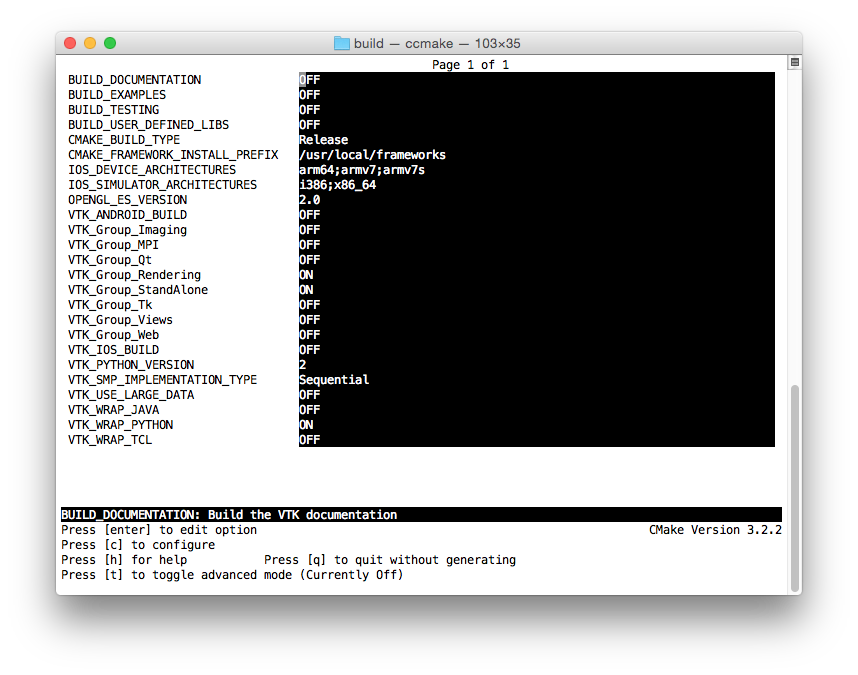 build — ccmake — 103×35
Page 1 of 1
BUILD_DOCUMENTATION OFF
BUILD_EXAMPLES OFF
BUILD_TESTING OFF
BUILD_USER_DEFINED_LIBS OFF
CMAKE_BUILD_TYPE Release
CMAKE_FRAMEWORK_INSTALL_PREFIX /usr/local/frameworks
IOS_DEVICE_ARCHITECTURES arm64;armv7;armv7s
IOS_SIMULATOR_ARCHITECTURES i386;x86_64
OPENGL_ES_VERSION 2.0
VTK_ANDROID_BUILD OFF
VTK_Group_Imaging OFF
VTK_Group_MPI OFF
VTK_Group_Qt OFF
VTK_Group_Rendering ON
VTK_Group_StandAlone ON
VTK_Group_Tk OFF
VTK_Group_Views OFF
VTK_Group_Web OFF
VTK_IOS_BUILD OFF
VTK_PYTHON_VERSION 2
VTK_SMP_IMPLEMENTATION_TYPE Sequential
VTK_USE_LARGE_DATA OFF
VTK_WRAP_JAVA OFF
VTK_WRAP_PYTHON ON
VTK_WRAP_TCL OFF
BUILD_DOCUMENTATION: Build the VTK documentation
Press [enter] to edit option CMake Version 3.2.2
Press [c] to configure
Press [h] for help Press [q] to quit without generating
Press [t] to toggle advanced mode (Currently Off)